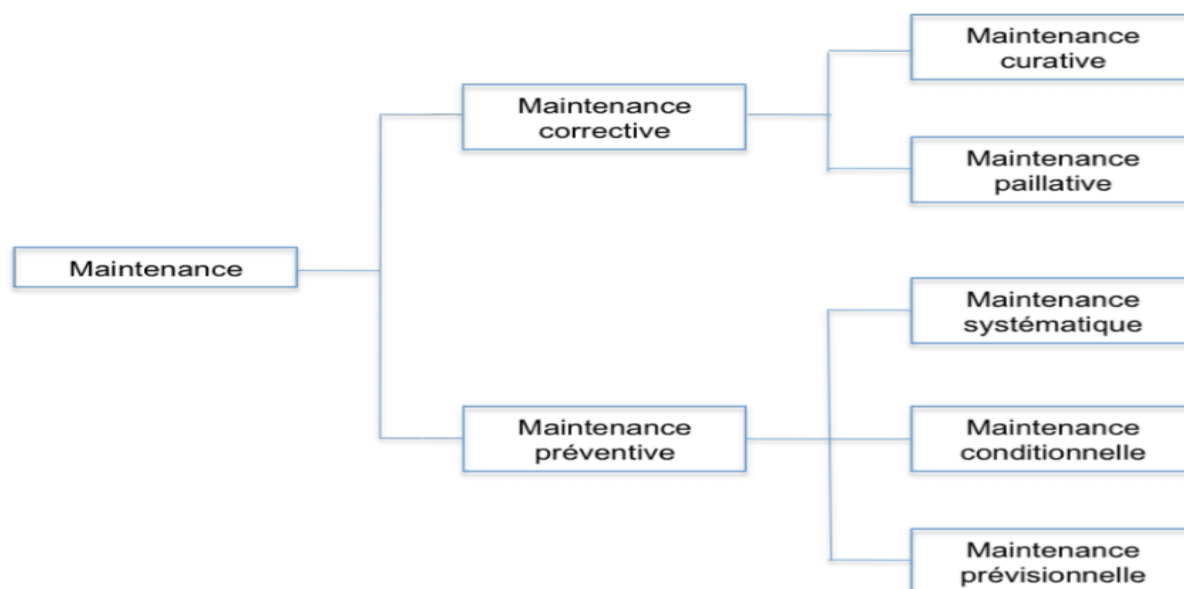 Maintenance
curative
Maintenance
corrective
Maintenance
paillative
Maintenance
Maintenance
systématique
Maintenance
préventive
Maintenance
conditionnelle
Maintenance
prévisionnelle